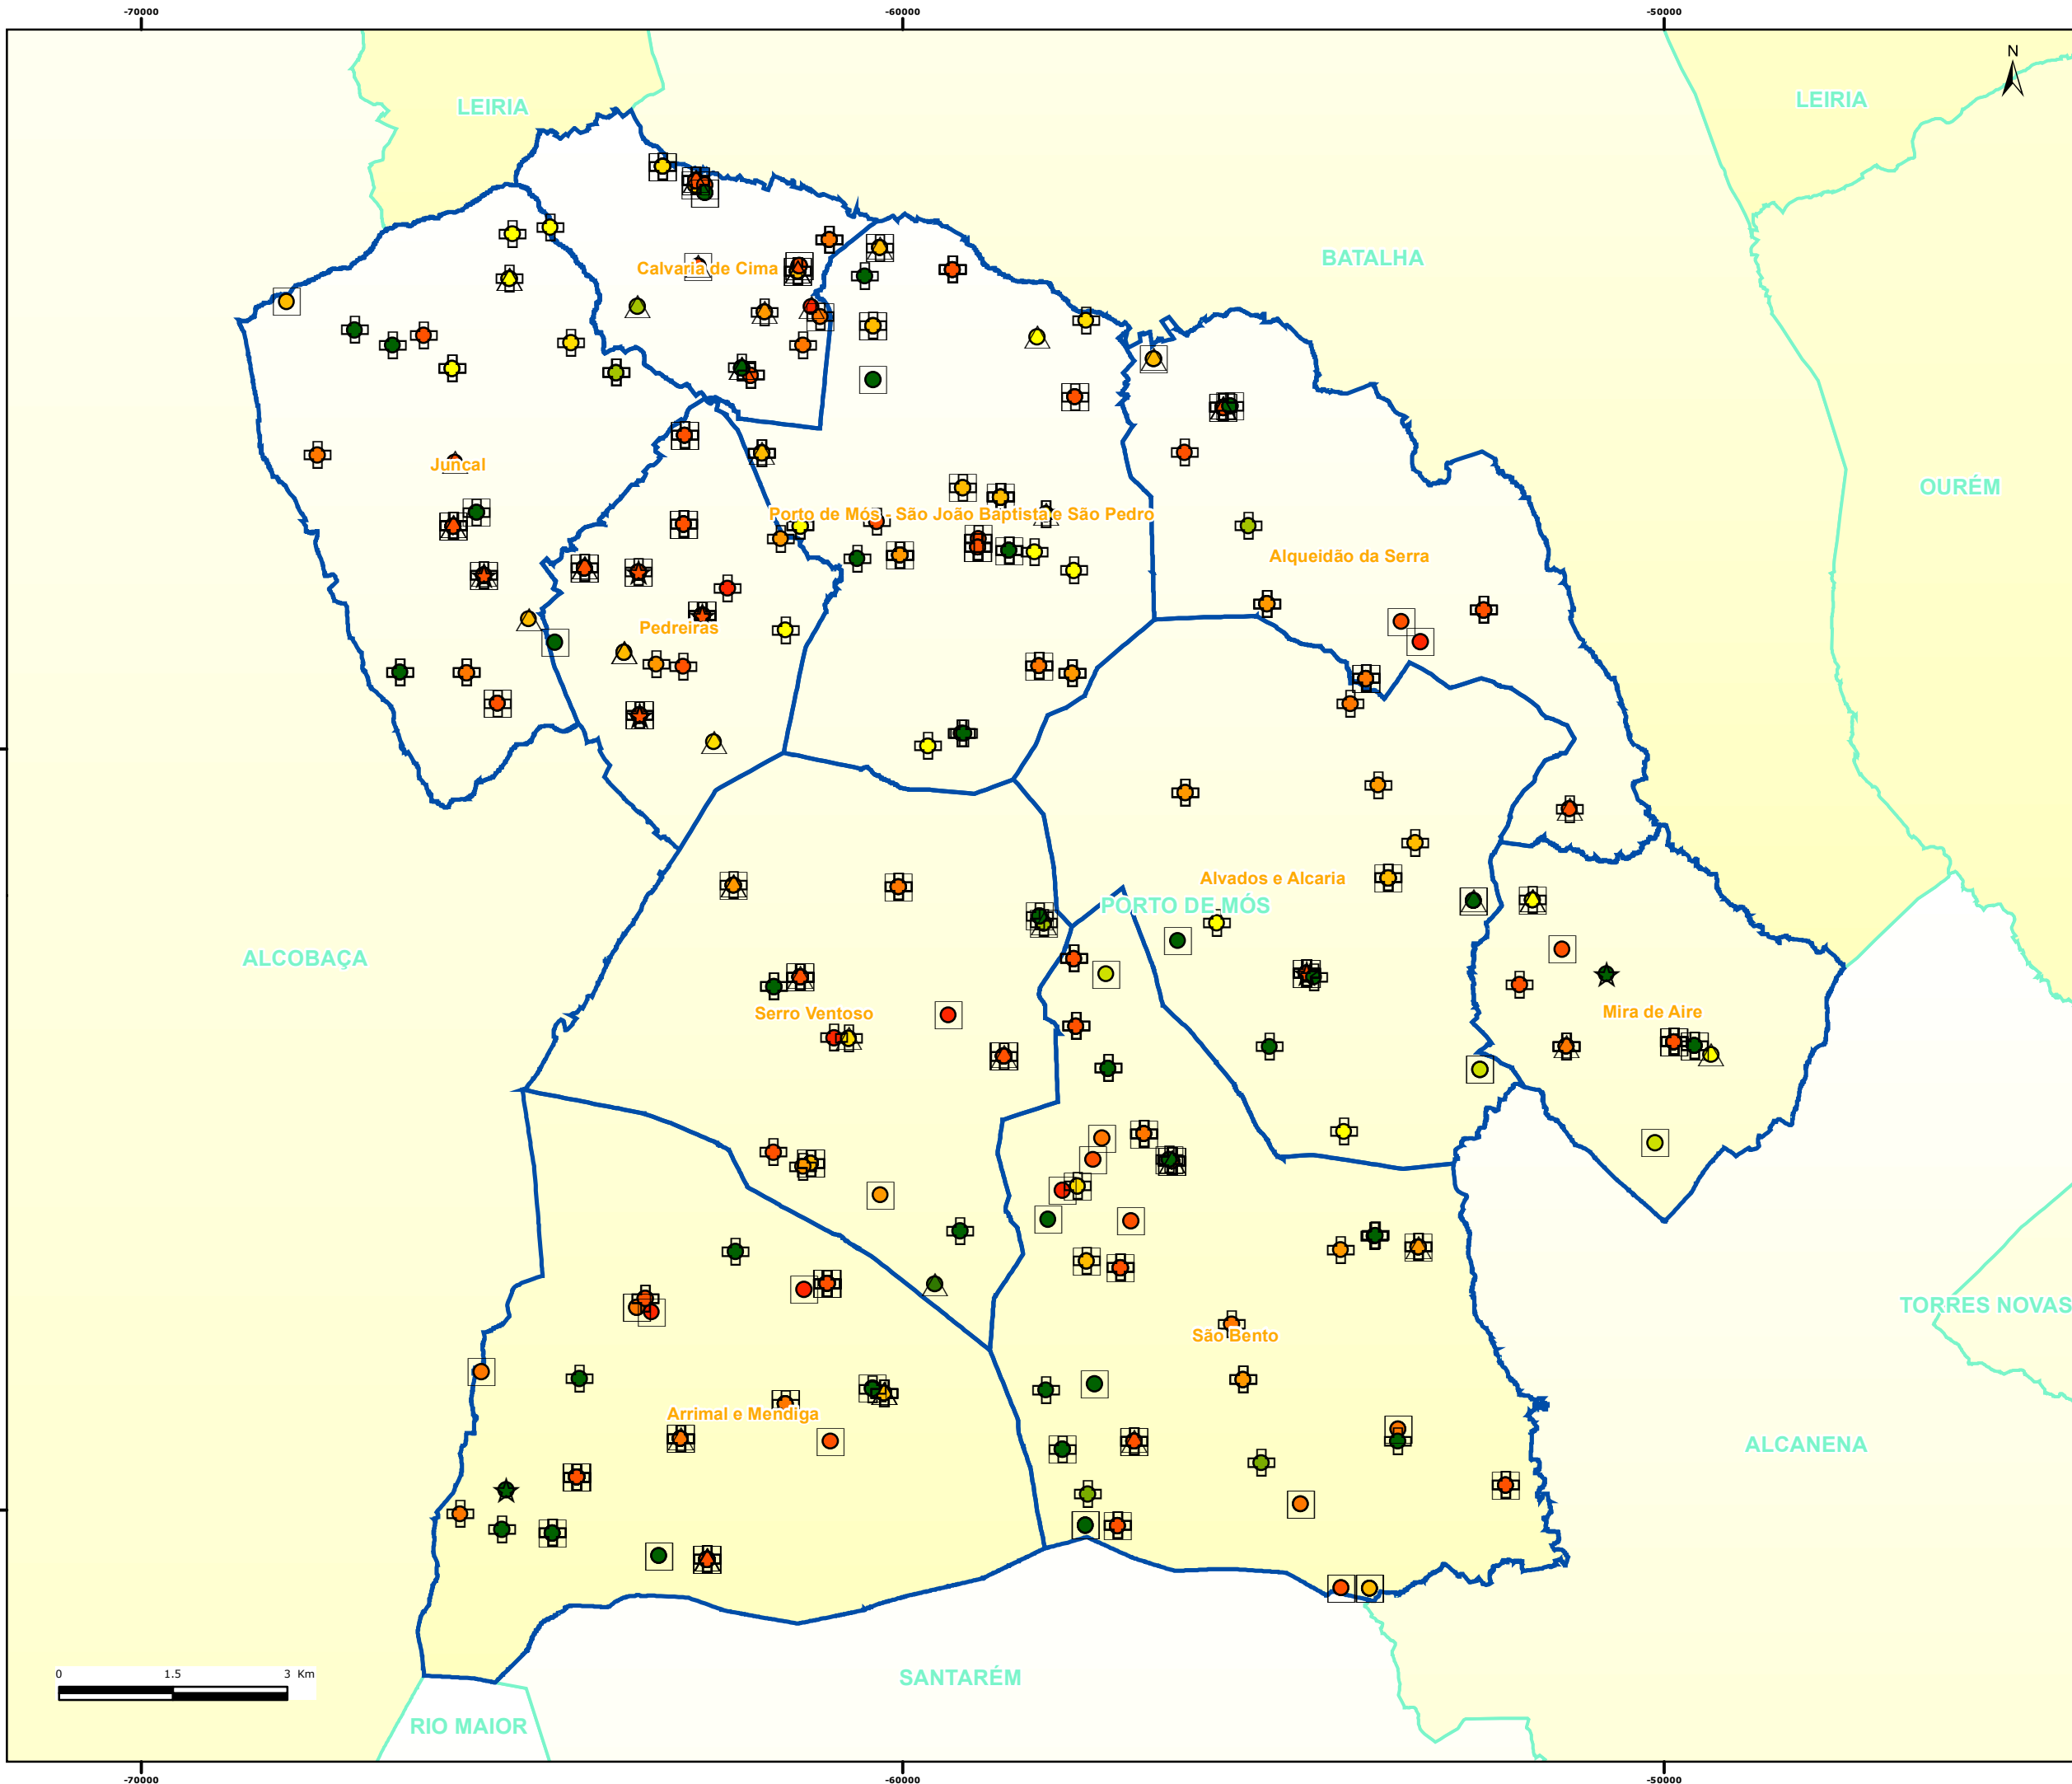 -70000
-60000
-50000
N
LEIRIA
LEIRIA
BATALHA
Calvaria de Cima
Juncal
OURÉM
Porto de Mós - São João Baptista e São Pedro
Alqueidão da Serra
Pedreiras
Alvados e Alcaria
PORTO DE MÓS
ALCOBAÇA
Serro Ventoso
Mira de Aire
TORRES NOVAS
São Bento
Arrimal e Mendiga
ALCANENA
0 1.5 3 Km
SANTARÉM
RIO MAIOR
-70000
-60000
-50000